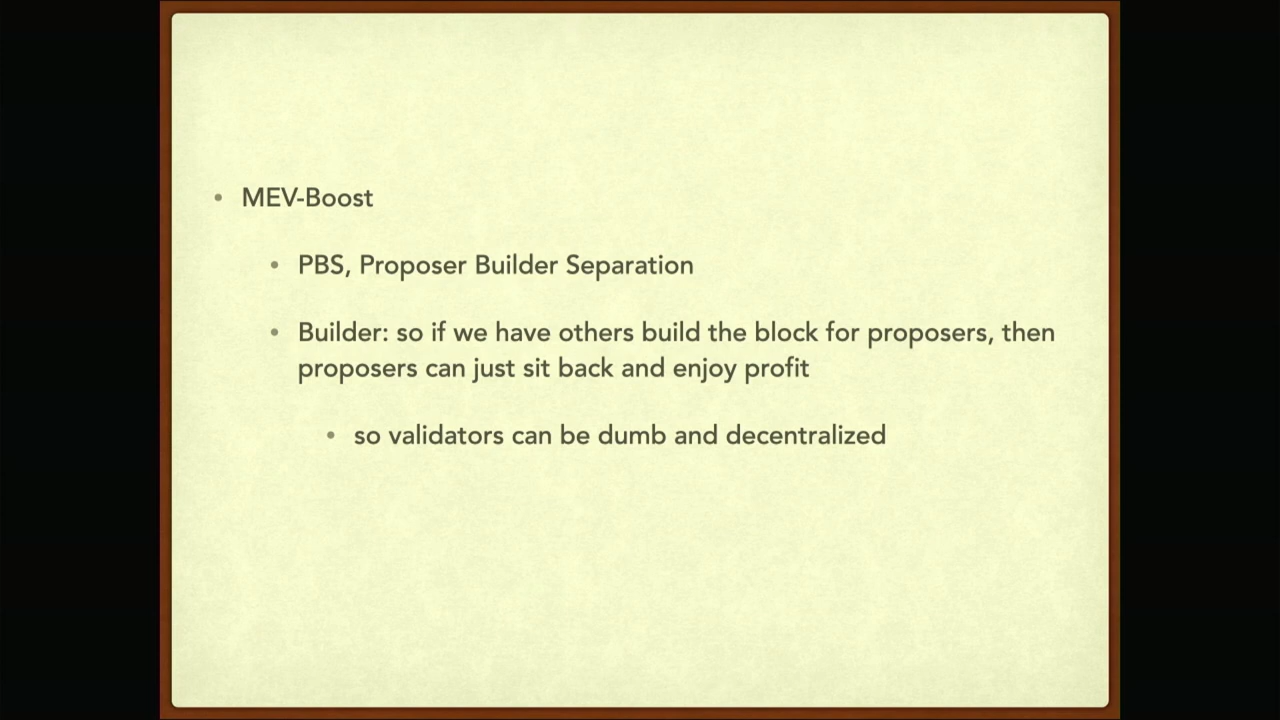 • MEV-Boost
• PBS, Proposer Builder Separation
• Builder: so if we have others build the block for proposers, then
proposers can just sit back and enjoy profit
• so validators can be dumb and decentralized